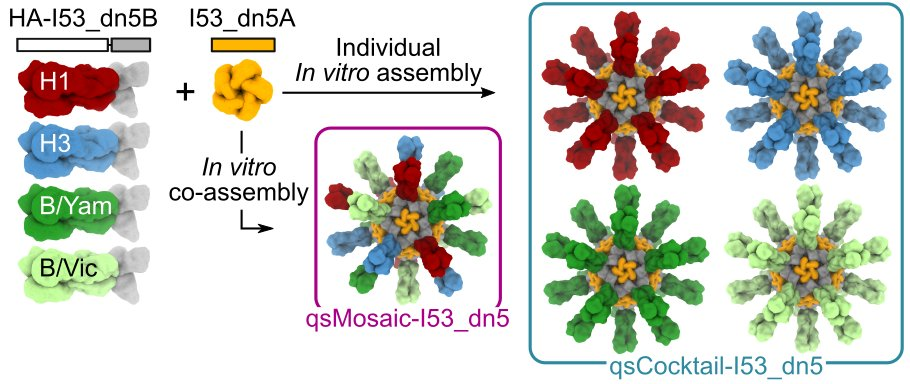 HA-I53_dn5B
I53_dn5A
H1
H3
B/Yam
B/Vic
+
Individual
In vitro assembly
In vitro
co-assembly
qsMosaic-I53_dn5
qsCocktail-I53_dn5